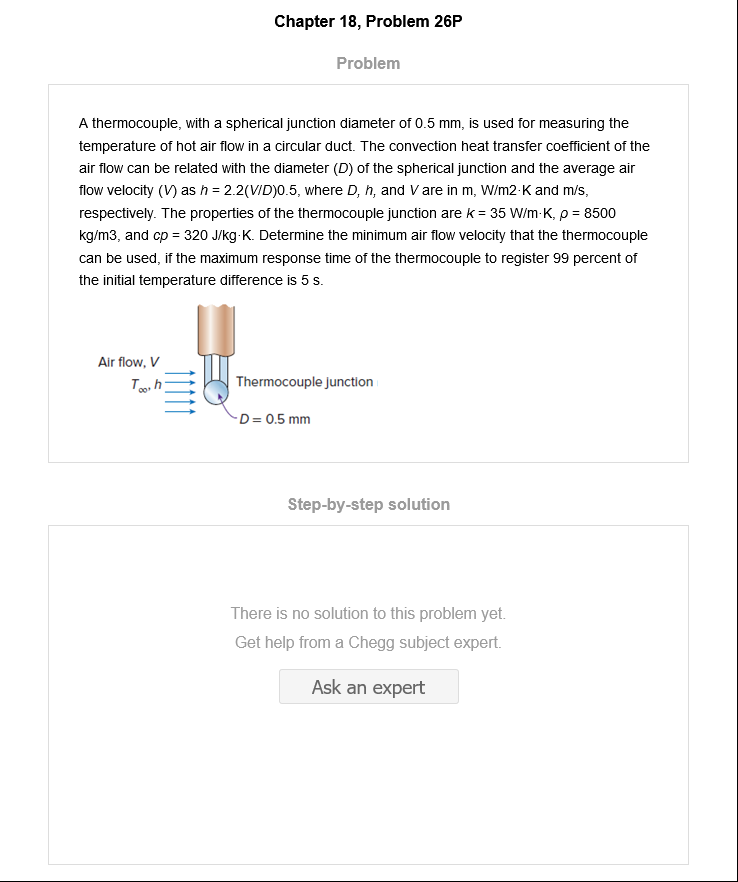 Chapter 18, Problem 26P
Problem
A thermocouple, with a spherical junction diameter of 0.5 mm, is used for measuring the
temperature of hot air flow in a circular duct. The convection heat transfer coefficient of the
air flow can be related with the diameter (D) of the spherical junction and the average air
flow velocity (V) as h = 2.2(V/D)0.5, where D, h, and V are in m, W/m2·K and m/s,
respectively. The properties of the thermocouple junction are k = 35 W/m·K, ρ = 8500
kg/m3, and cp = 320 J/kg·K. Determine the minimum air flow velocity that the thermocouple
can be used, if the maximum response time of the thermocouple to register 99 percent of
the initial temperature difference is 5 s.
Air flow, V
T∞, h
Thermocouple junction
D = 0.5 mm
Step-by-step solution
There is no solution to this problem yet.
Get help from a Chegg subject expert.
Ask an expert